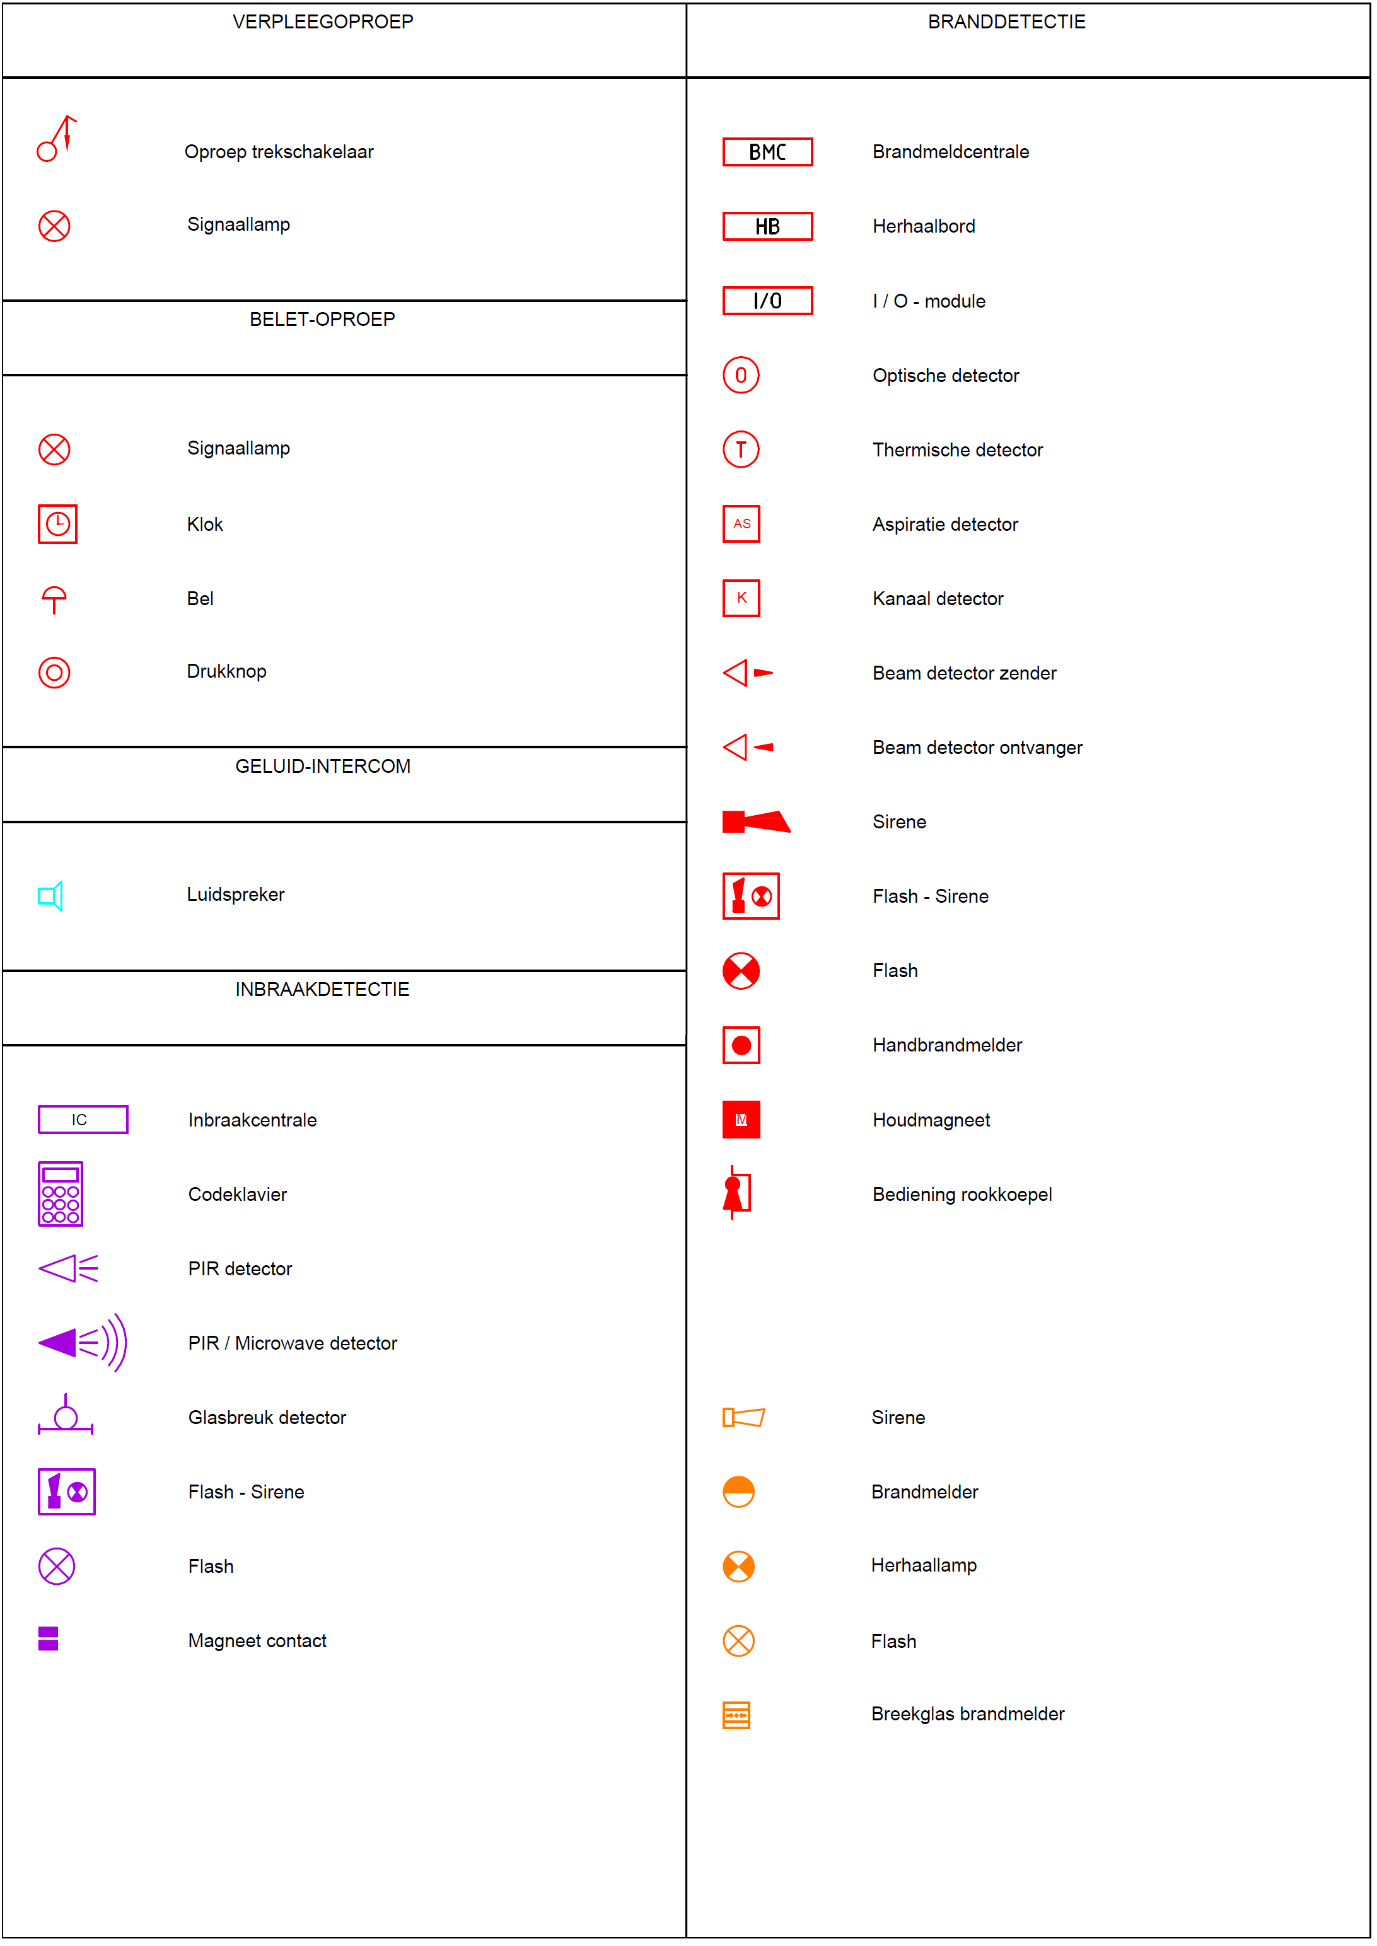 VERPLEEGOPROEP
Oproep trekschakelaar
Signaallamp
BELET-OPROEP
Signaallamp
Klok
Bel
Drukknop
GELUID-INTERCOM
Luidspreker
INBRAAKDETECTIE
IC Inbraakcentrale
Codeklavier
PIR detector
PIR / Microwave detector
Glasbreuk detector
Flash - Sirene
Flash
Magneet contact
BRANDDETECTIE
BMC Brandmeldcentrale
HB Herhaalbord
I/O I / O - module
O Optische detector
T Thermische detector
AS Aspiratie detector
K Kanaal detector
Beam detector zender
Beam detector ontvanger
Sirene
Flash - Sirene
Flash
Handbrandmelder
M Houdmagneet
Bediening rookkoepel
Sirene
Brandmelder
Herhaallamp
Flash
Breekglas brandmelder